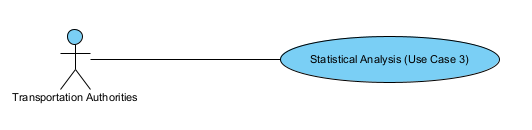 Statistical Analysis (Use Case 3)
Transportation Authorities